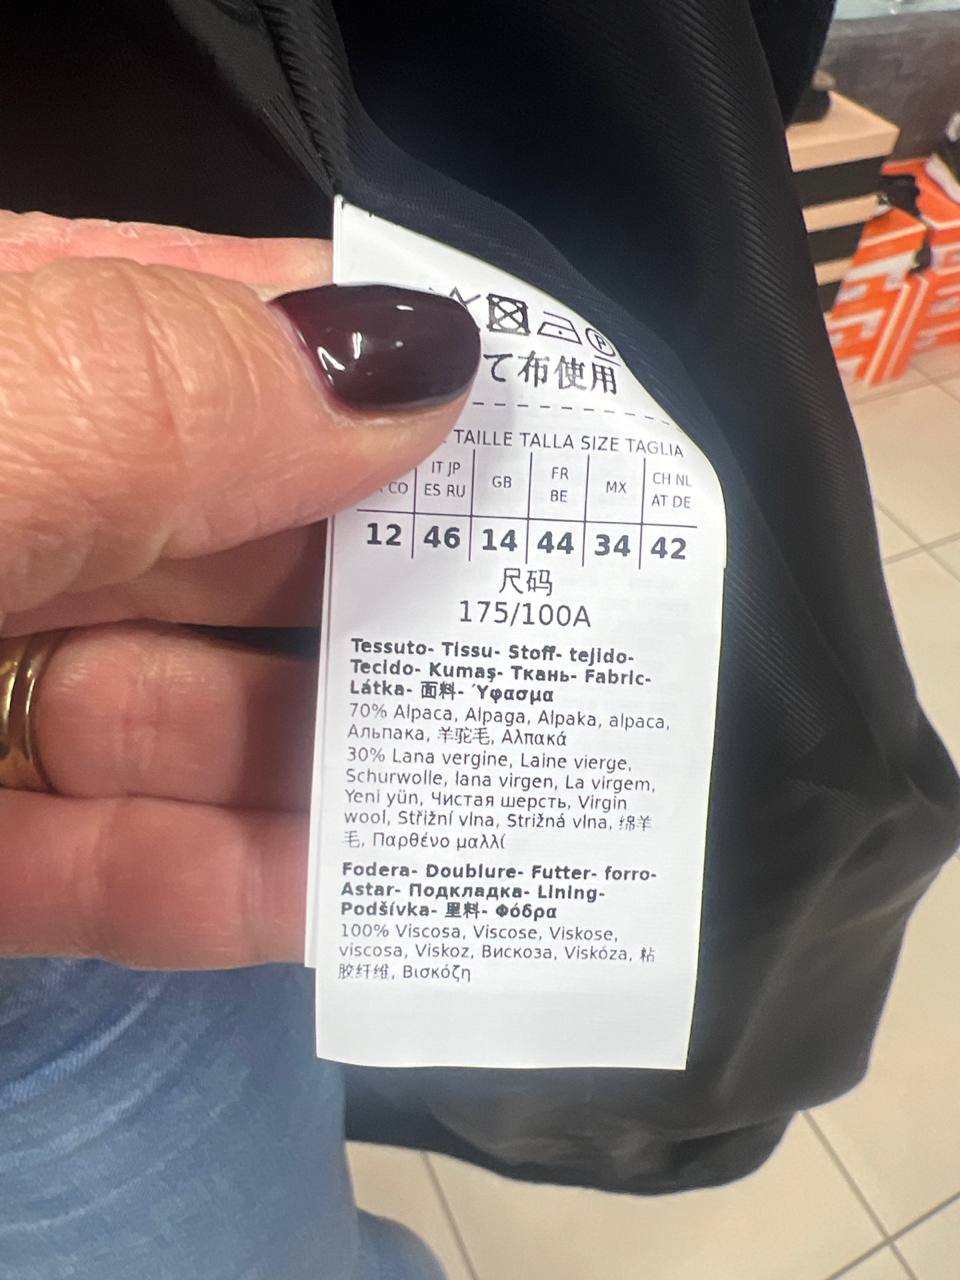 て布使用
TAILLE TALLA SIZE TAGLIA
CO
IT JP
ES RU
GB
FR
BE
MX
CH NL
AT DE
12 46 14 44 34 42
尺码
175/100A
Tessuto- Tissu- Stoff- tejido-
Tecido- Kumaş- Ткань- Fabric-
Látka- 面料- Ύφασμα
70% Alpaca, Alpaga, Alpaka, alpaca,
Альпака, 羊驼毛, Αλπακά
30% Lana vergine, Laine vierge,
Schurwolle, lana virgen, La virgem,
Yeni yün, Чистая шерсть, Virgin
wool, Střižní vlna, Strižná vlna, 绵羊
毛, Παρθένο μαλλί
Fodera- Doublure- Futter- forro-
Astar- Подкладка- Lining-
Podšívka- 里料- Φόδρα
100% Viscosa, Viscose, Viskose,
viscosa, Viskoz, Вискоза, Viskóza, 粘
胶纤维, Βισκόζη